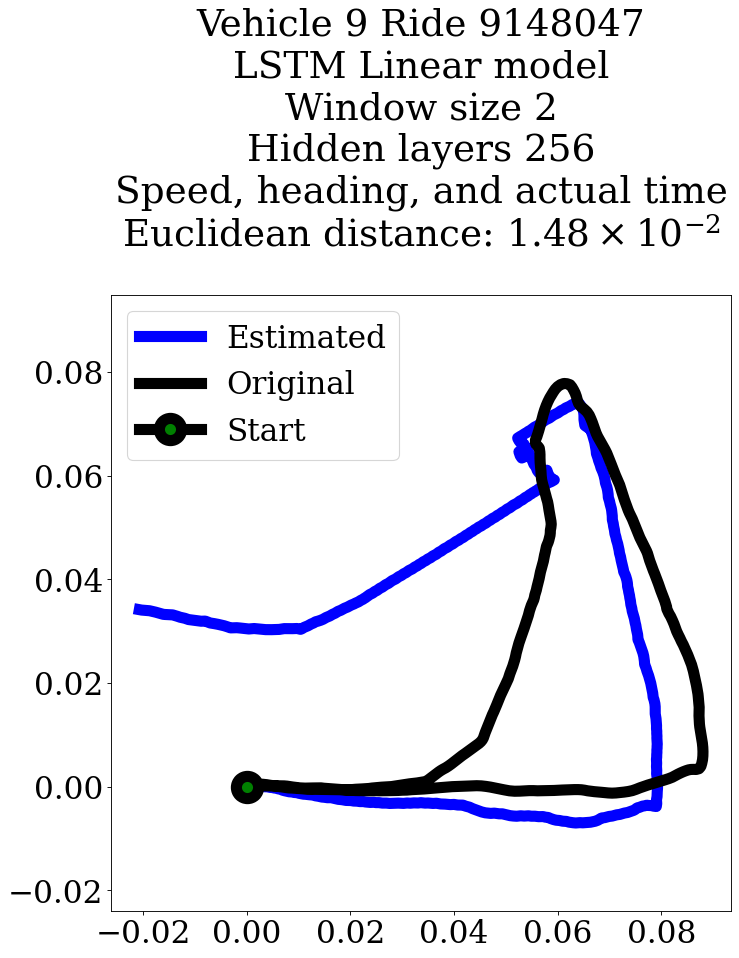 Vehicle 9 Ride 9148047
LSTM Linear model
Window size 2
Hidden layers 256
Speed, heading, and actual time
Euclidean distance: 1.48 × 10⁻²
Estimated
Original
Start
0.08
0.06
0.04
0.02
0.00
−0.02
−0.02 0.00 0.02 0.04 0.06 0.08